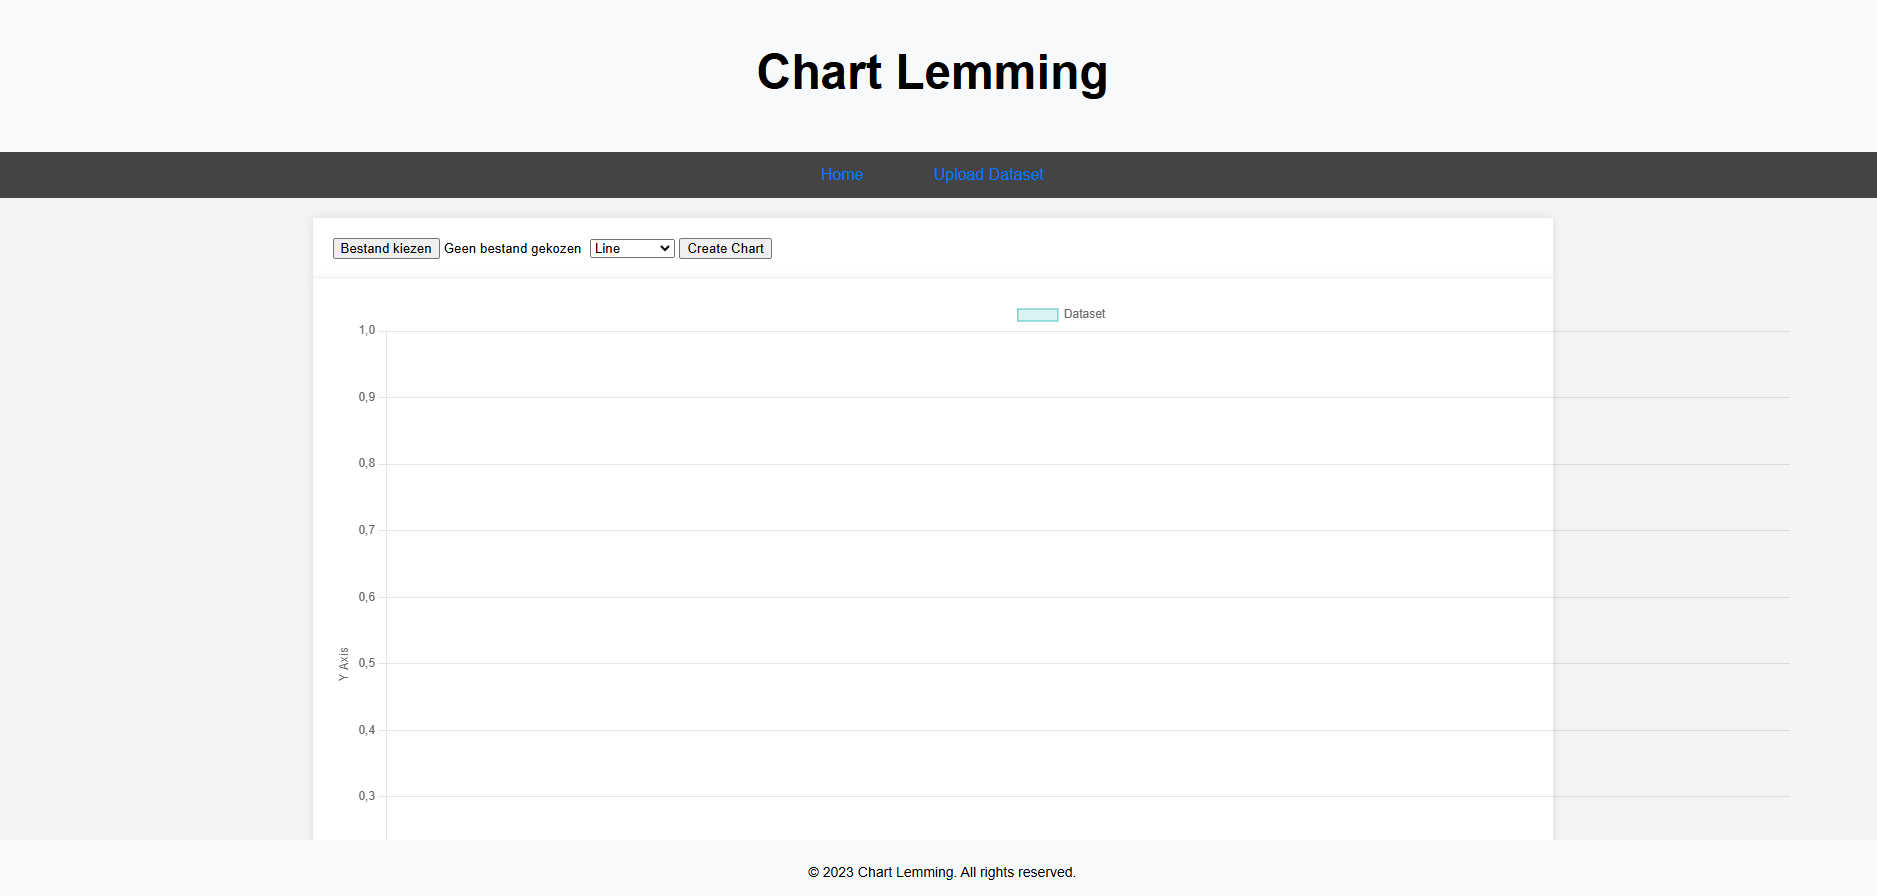 Chart Lemming
Home Upload Dataset
Bestand kiezen Geen bestand gekozen Line Create Chart
Dataset
1,0
0,9
0,8
0,7
0,6
Y Axis
0,5
0,4
0,3
© 2023 Chart Lemming. All rights reserved.